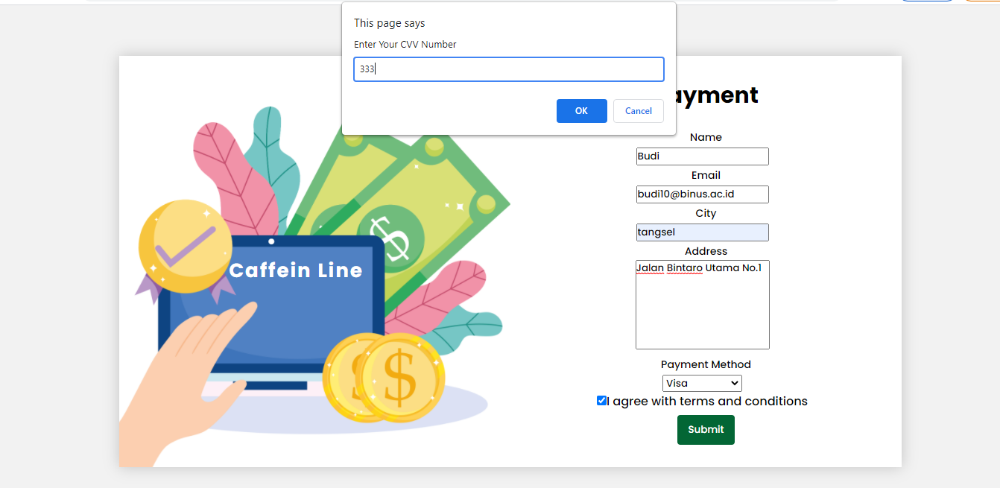 This page says
Enter Your CVV Number
333
OK
Cancel
ayment
Name
Budi
Email
budi10@binus.ac.id
City
tangsel
Address
Jalan Bintaro Utama No.1
Payment Method
Visa
I agree with terms and conditions
Submit
Caffein Line
$
$
$